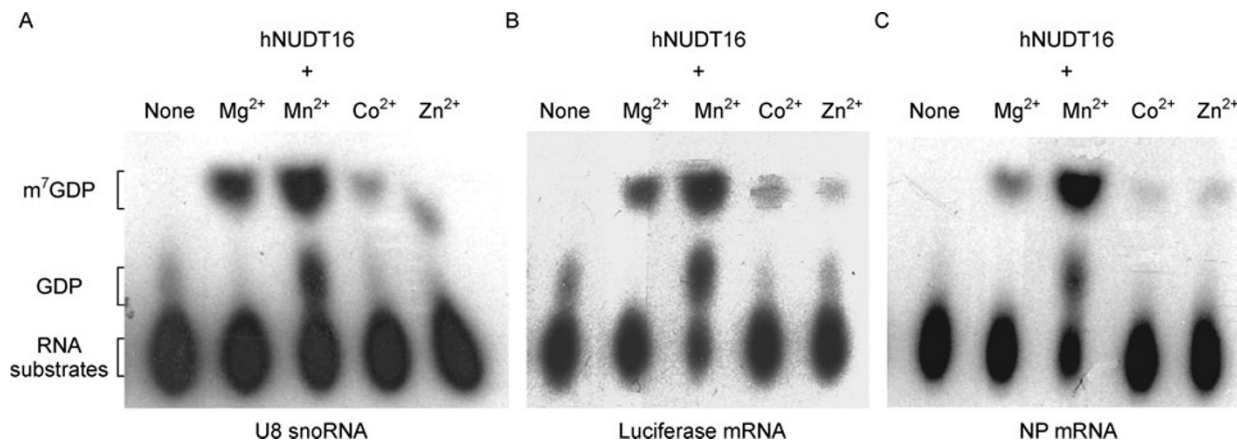 A
hNUDT16
+
None Mg²⁺ Mn²⁺ Co²⁺ Zn²⁺
B
hNUDT16
+
None Mg²⁺ Mn²⁺ Co²⁺ Zn²⁺
C
hNUDT16
+
None Mg²⁺ Mn²⁺ Co²⁺ Zn²⁺
m⁷GDP
GDP
RNA
substrates
U8 snoRNA
Luciferase mRNA
NP mRNA